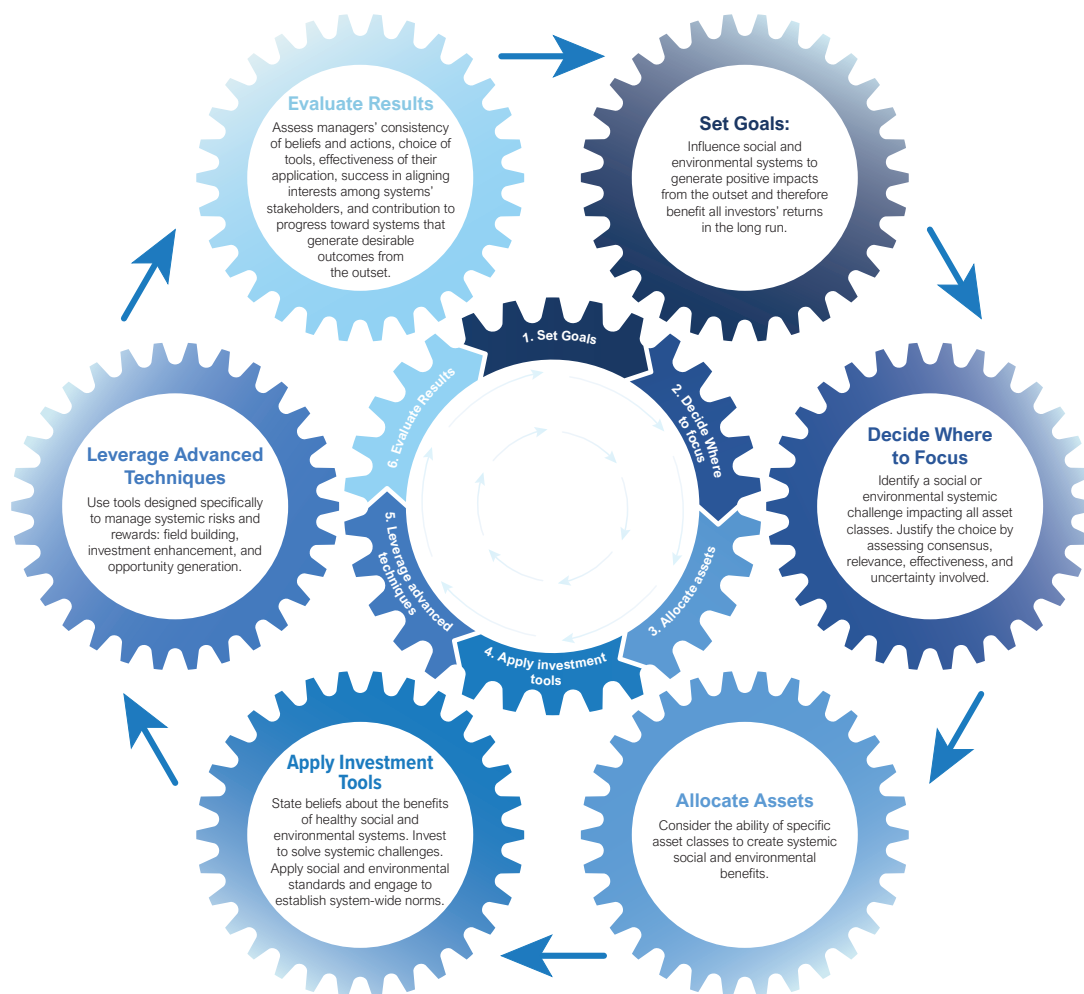 Evaluate Results
Assess managers' consistency
of beliefs and actions, choice of
tools, effectiveness of their
application, success in aligning
interests among systems'
stakeholders, and contribution to
progress toward systems that
generate desirable
outcomes from
the outset.
Set Goals:
Influence social and
environmental systems to
generate positive impacts
from the outset and therefore
benefit all investors' returns
in the long run.
1. Set Goals
2. Decide Where
to focus
3. Allocate assets
4. Apply investment
tools
5. Leverage advanced
techniques
6. Evaluate Results
Leverage Advanced
Techniques
Use tools designed specifically
to manage systemic risks and
rewards: field building,
investment enhancement, and
opportunity generation.
Decide Where
to Focus
Identify a social or
environmental systemic
challenge impacting all asset
classes. Justify the choice by
assessing consensus,
relevance, effectiveness, and
uncertainty involved.
Apply Investment
Tools
State beliefs about the benefits
of healthy social and
environmental systems. Invest
to solve systemic challenges.
Apply social and environmental
standards and engage to
establish system-wide norms.
Allocate Assets
Consider the ability of specific
asset classes to create systemic
social and environmental
benefits.